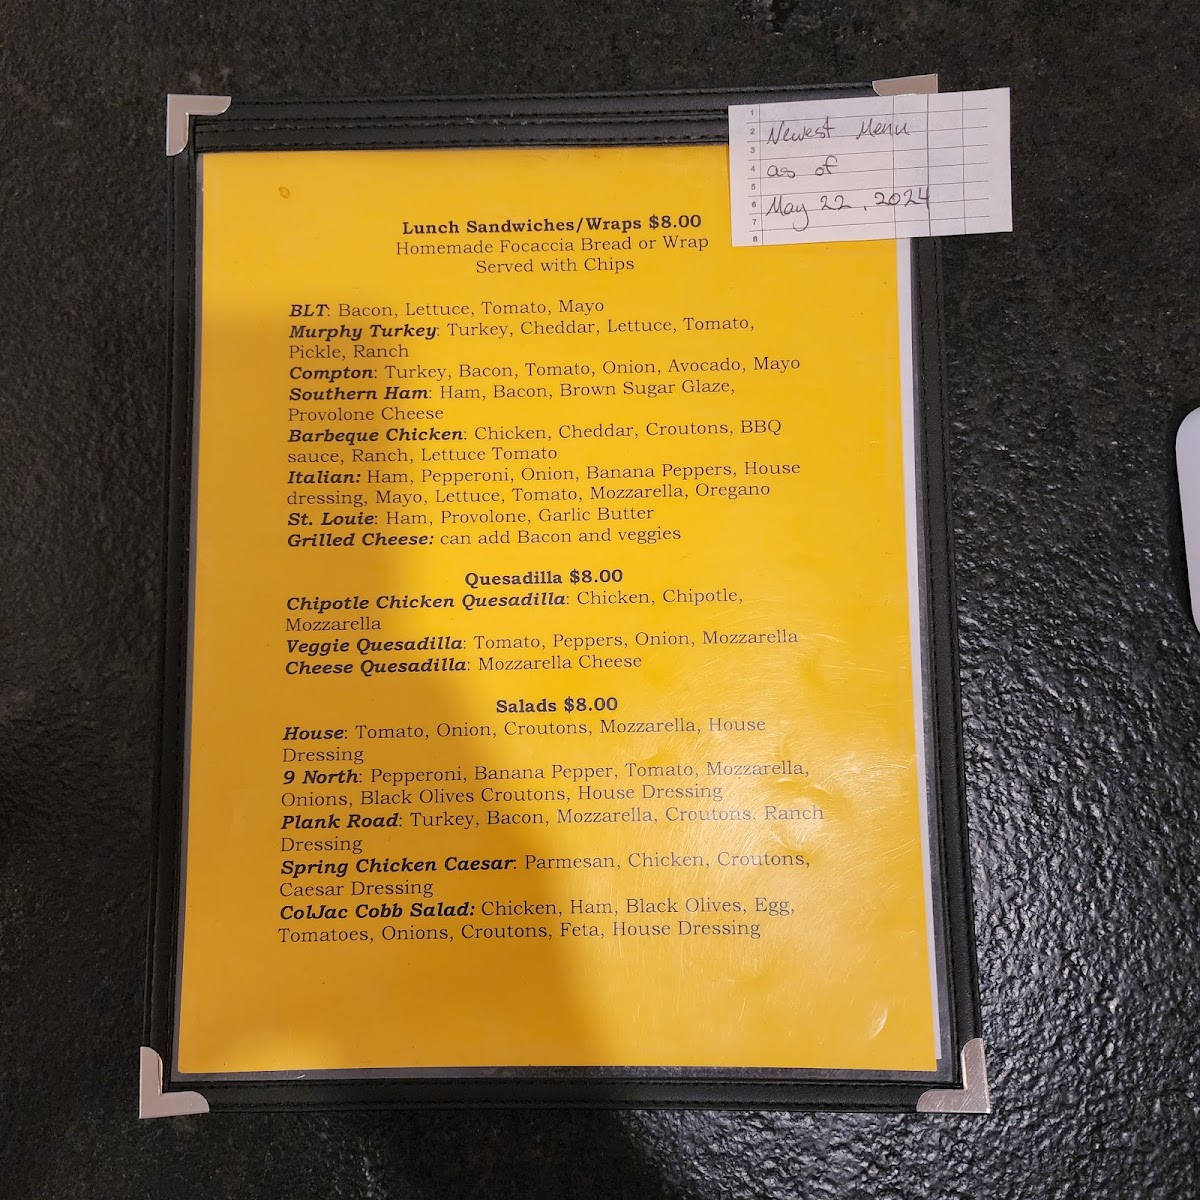 1
2
3
4
5
6
7
8
Newest Menu
as of
May 22, 2024
Lunch Sandwiches/Wraps $8.00
Homemade Focaccia Bread or Wrap
Served with Chips
BLT: Bacon, Lettuce, Tomato, Mayo
Murphy Turkey: Turkey, Cheddar, Lettuce, Tomato,
Pickle, Ranch
Compton: Turkey, Bacon, Tomato, Onion, Avocado, Mayo
Southern Ham: Ham, Bacon, Brown Sugar Glaze,
Provolone Cheese
Barbeque Chicken: Chicken, Cheddar, Croutons, BBQ
sauce, Ranch, Lettuce Tomato
Italian: Ham, Pepperoni, Onion, Banana Peppers, House
dressing, Mayo, Lettuce, Tomato, Mozzarella, Oregano
St. Louie: Ham, Provolone, Garlic Butter
Grilled Cheese: can add Bacon and veggies
Quesadilla $8.00
Chipotle Chicken Quesadilla: Chicken, Chipotle,
Mozzarella
Veggie Quesadilla: Tomato, Peppers, Onion, Mozzarella
Cheese Quesadilla: Mozzarella Cheese
Salads $8.00
House: Tomato, Onion, Croutons, Mozzarella, House
Dressing
9 North: Pepperoni, Banana Pepper, Tomato, Mozzarella,
Onions, Black Olives Croutons, House Dressing
Plank Road: Turkey, Bacon, Mozzarella, Croutons, Ranch
Dressing
Spring Chicken Caesar: Parmesan, Chicken, Croutons,
Caesar Dressing
ColJac Cobb Salad: Chicken, Ham, Black Olives, Egg,
Tomatoes, Onions, Croutons, Feta, House Dressing